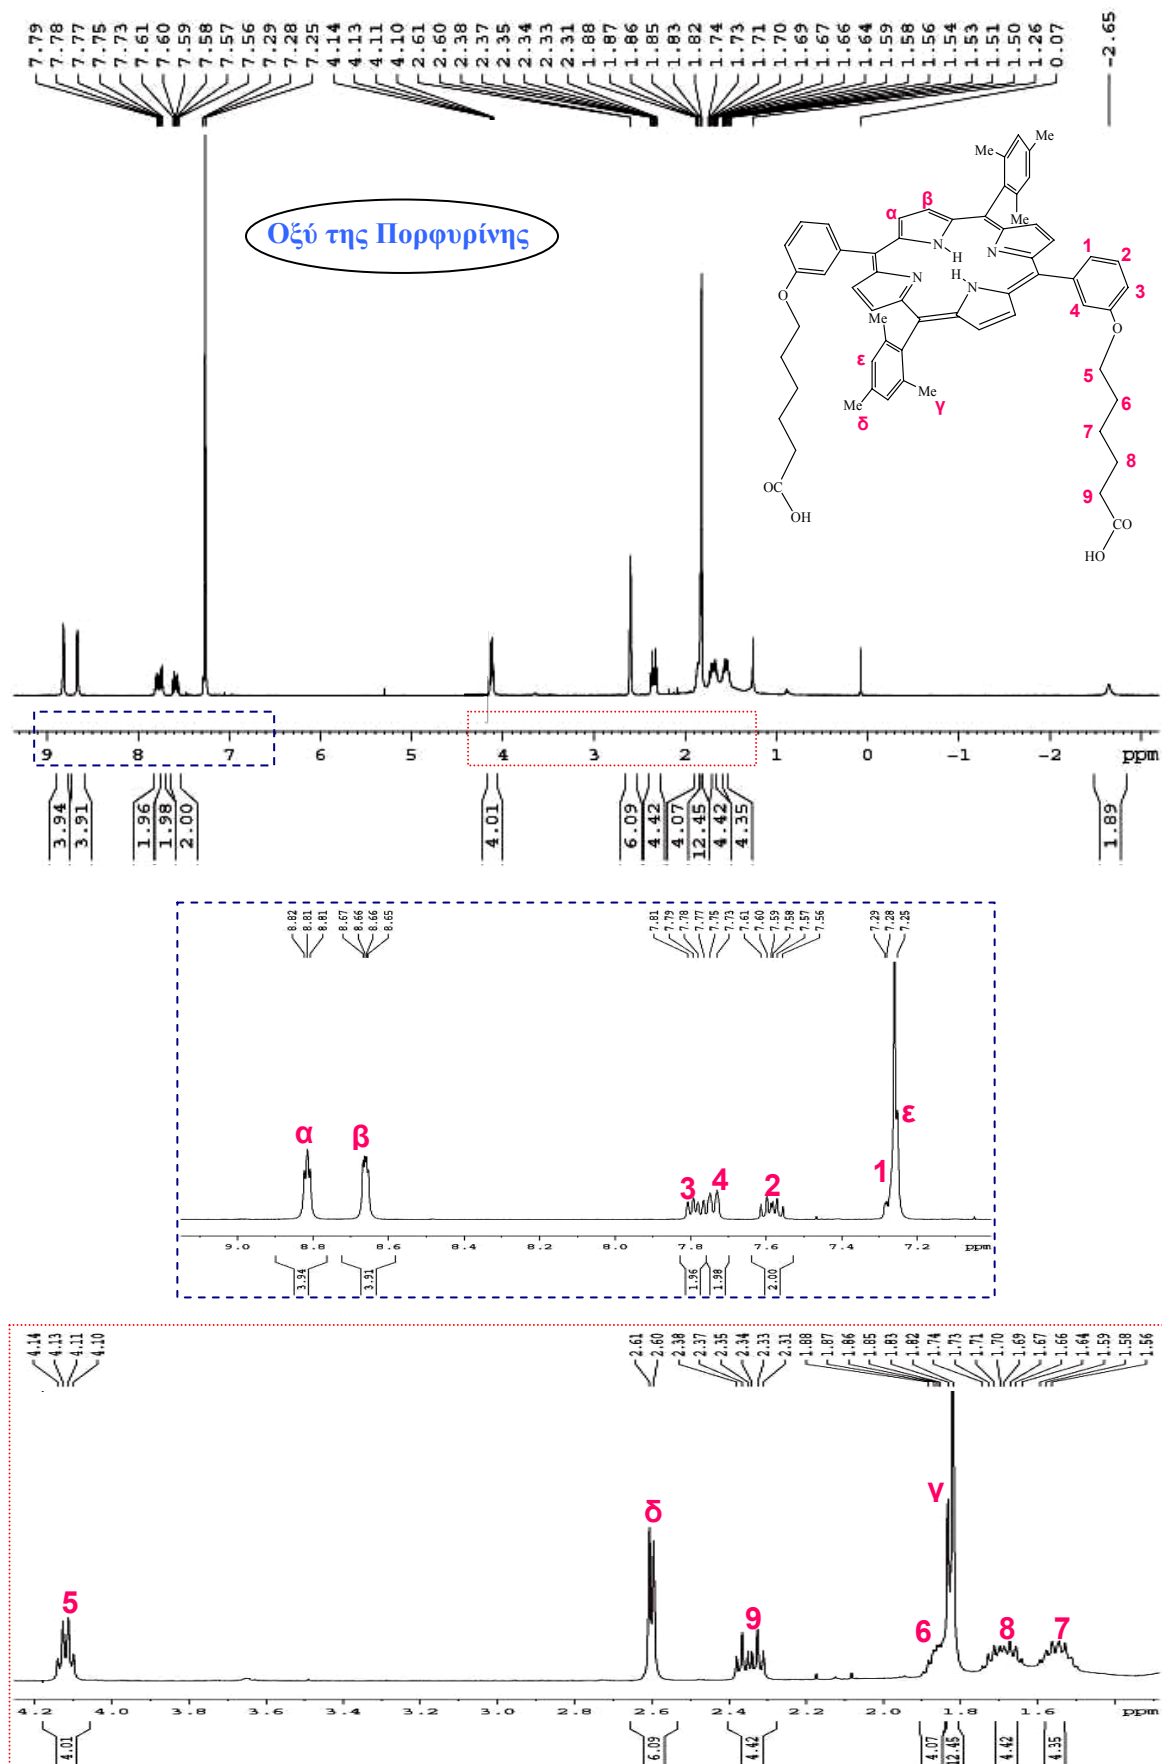 7.79 7.78 7.77 7.75 7.73 7.61 7.60 7.59 7.58 7.57 7.56 7.29 7.28 7.25 4.14 4.13 4.11 4.10 2.61 2.60 2.38 2.37 2.35 2.34 2.33 2.31 1.88 1.87 1.86 1.85 1.83 1.82 1.74 1.73 1.71 1.70 1.69 1.67 1.66 1.64 1.59 1.58 1.56 1.54 1.53 1.51 1.50 1.26 0.07 -2.65
Οξύ της Πορφυρίνης
Me Me
Me
α β
N H N
H N N
1 2 3 4
O O
Me
ε
Me Me
δ γ
5
6
7
8
9
OC OH
CO
HO
9 8 7 6 5 4 3 2 1 0 -1 -2 ppm
3.94 3.91 1.96 1.98 2.00 4.01 6.09 4.42 4.07 12.45 4.42 4.35 1.89
8.82 8.81 8.81 8.67 8.66 8.66 8.65 7.81 7.79 7.78 7.77 7.75 7.73 7.61 7.60 7.59 7.58 7.57 7.56 7.29 7.28 7.25
α β 3 4 2 1 ε
9.0 8.8 8.6 8.4 8.2 8.0 7.8 7.6 7.4 7.2 ppm
3.94 3.91 1.96 1.98 2.00
4.14 4.13 4.11 4.10 2.61 2.60 2.38 2.37 2.35 2.34 2.33 2.31 1.88 1.87 1.86 1.85 1.83 1.82 1.74 1.73 1.71 1.70 1.69 1.67 1.66 1.64 1.59 1.58 1.56
5 δ 9 6 γ 8 7
4.2 4.0 3.8 3.6 3.4 3.2 3.0 2.8 2.6 2.4 2.2 2.0 1.8 1.6 ppm
4.01 6.09 4.42 4.07 12.45 4.42 4.35